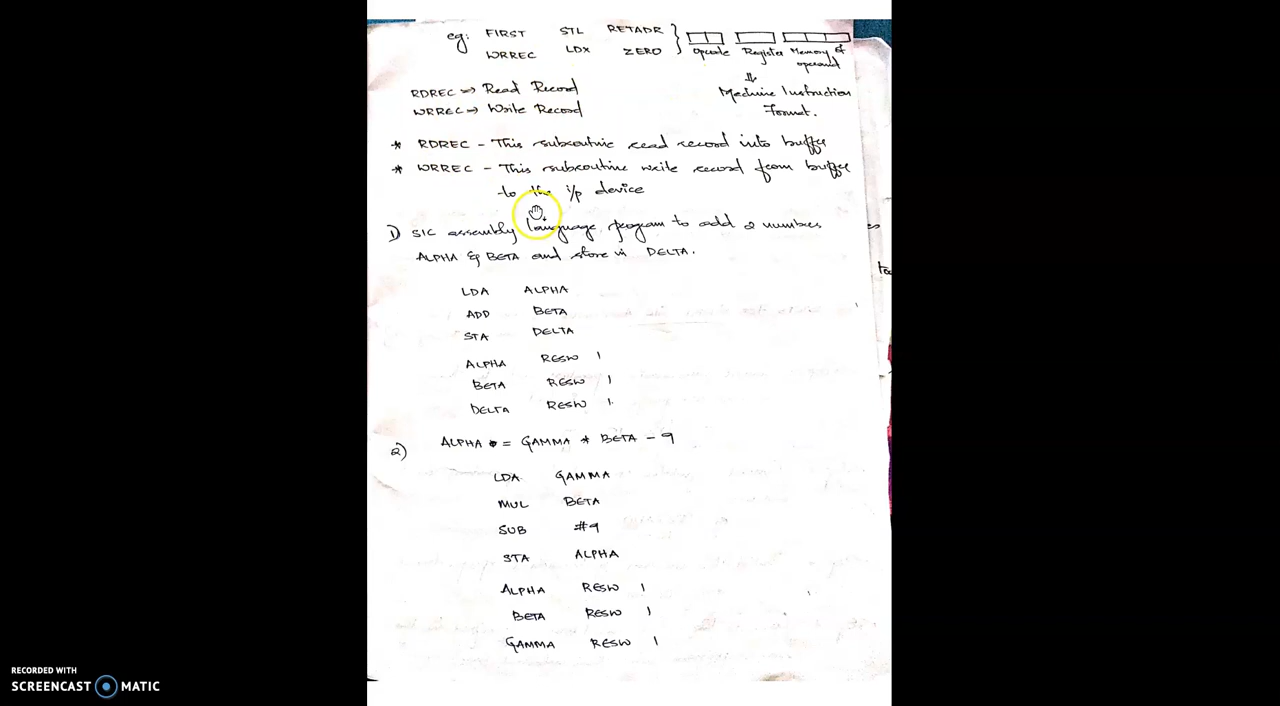 eg: FIRST STL RETADR
WRREC LDX ZERO
Opcode Register Memory of operand
⇓
Machine Instruction
Format.
RDREC => Read Record
WRREC => Write Record
* RDREC - This subroutine read record into buffer
* WRREC - This subroutine write record from buffer
to the i/p device
1) SIC assembly language program to add 2 numbers
ALPHA & BETA and store in DELTA.
LDA ALPHA
ADD BETA
STA DELTA
ALPHA RESW 1
BETA RESW 1
DELTA RESW 1
2) ALPHA = GAMMA * BETA - 9
LDA GAMMA
MUL BETA
SUB #9
STA ALPHA
ALPHA RESW 1
BETA RESW 1
GAMMA RESW 1
RECORDED WITH
SCREENCAST MATIC